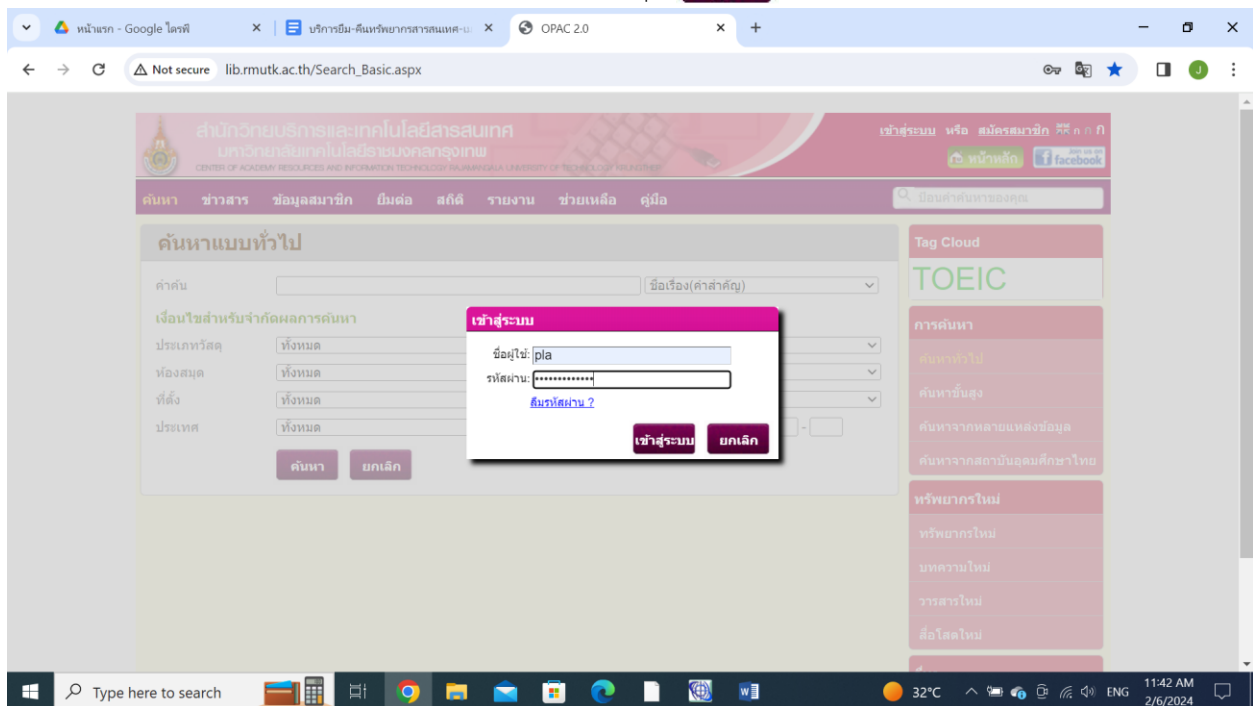 หน้าแรก - Google ไดรฟ์
บริการยืม-คืนทรัพยากรสารสนเทศ-น
OPAC 2.0
Not secure lib.rmutk.ac.th/Search_Basic.aspx
J
สำนักวิทยบริการและเทคโนโลยีสารสนเทศ
มหาวิทยาลัยเทคโนโลยีราชมงคลกรุงเทพ
CENTER OF ACADEMY RESOURCES AND INFORMATION TECHNOLOGY RAJAMANGALA UNIVERSITY OF TECHNOLOGY KRUNGTHEP
เข้าสู่ระบบ หรือ สมัครสมาชิก ก ก ก
หน้าหลัก facebook
ค้นหา ข่าวสาร ข้อมูลสมาชิก ยืมต่อ สถิติ รายงาน ช่วยเหลือ คู่มือ
ป้อนคำค้นหาของคุณ
ค้นหาแบบทั่วไป
คำค้น ชื่อเรื่อง(คำสำคัญ)
เงื่อนไขสำหรับจำกัดผลการค้นหา
ประเภทวัสดุ ทั้งหมด
ห้องสมุด ทั้งหมด
ที่ตั้ง ทั้งหมด
ประเทศ ทั้งหมด -
ค้นหา ยกเลิก
เข้าสู่ระบบ
ชื่อผู้ใช้: pla
รหัสผ่าน: •••••••••••••
ลืมรหัสผ่าน ?
เข้าสู่ระบบ ยกเลิก
Tag Cloud
TOEIC
การค้นหา
ค้นหาทั่วไป
ค้นหาขั้นสูง
ค้นหาจากหลายแหล่งข้อมูล
ค้นหาจากสถาบันอุดมศึกษาไทย
ทรัพยากรใหม่
ทรัพยากรใหม่
บทความใหม่
วารสารใหม่
สื่อโสตใหม่
Type here to search
32°C ENG 11:42 AM
2/6/2024